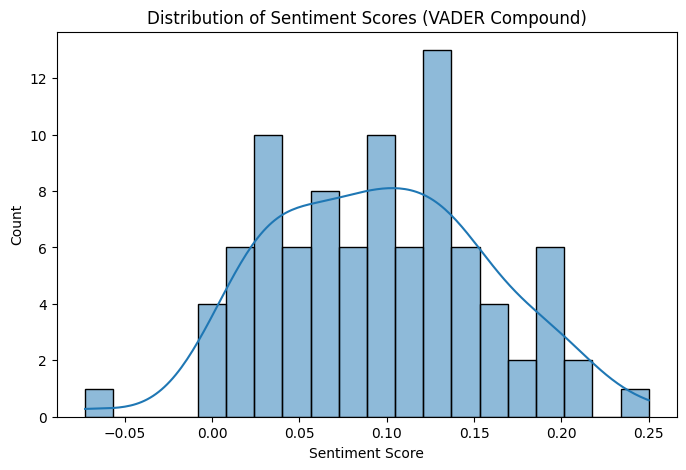 Distribution of Sentiment Scores (VADER Compound)
Count
12
10
8
6
4
2
0
−0.05 0.00 0.05 0.10 0.15 0.20 0.25
Sentiment Score